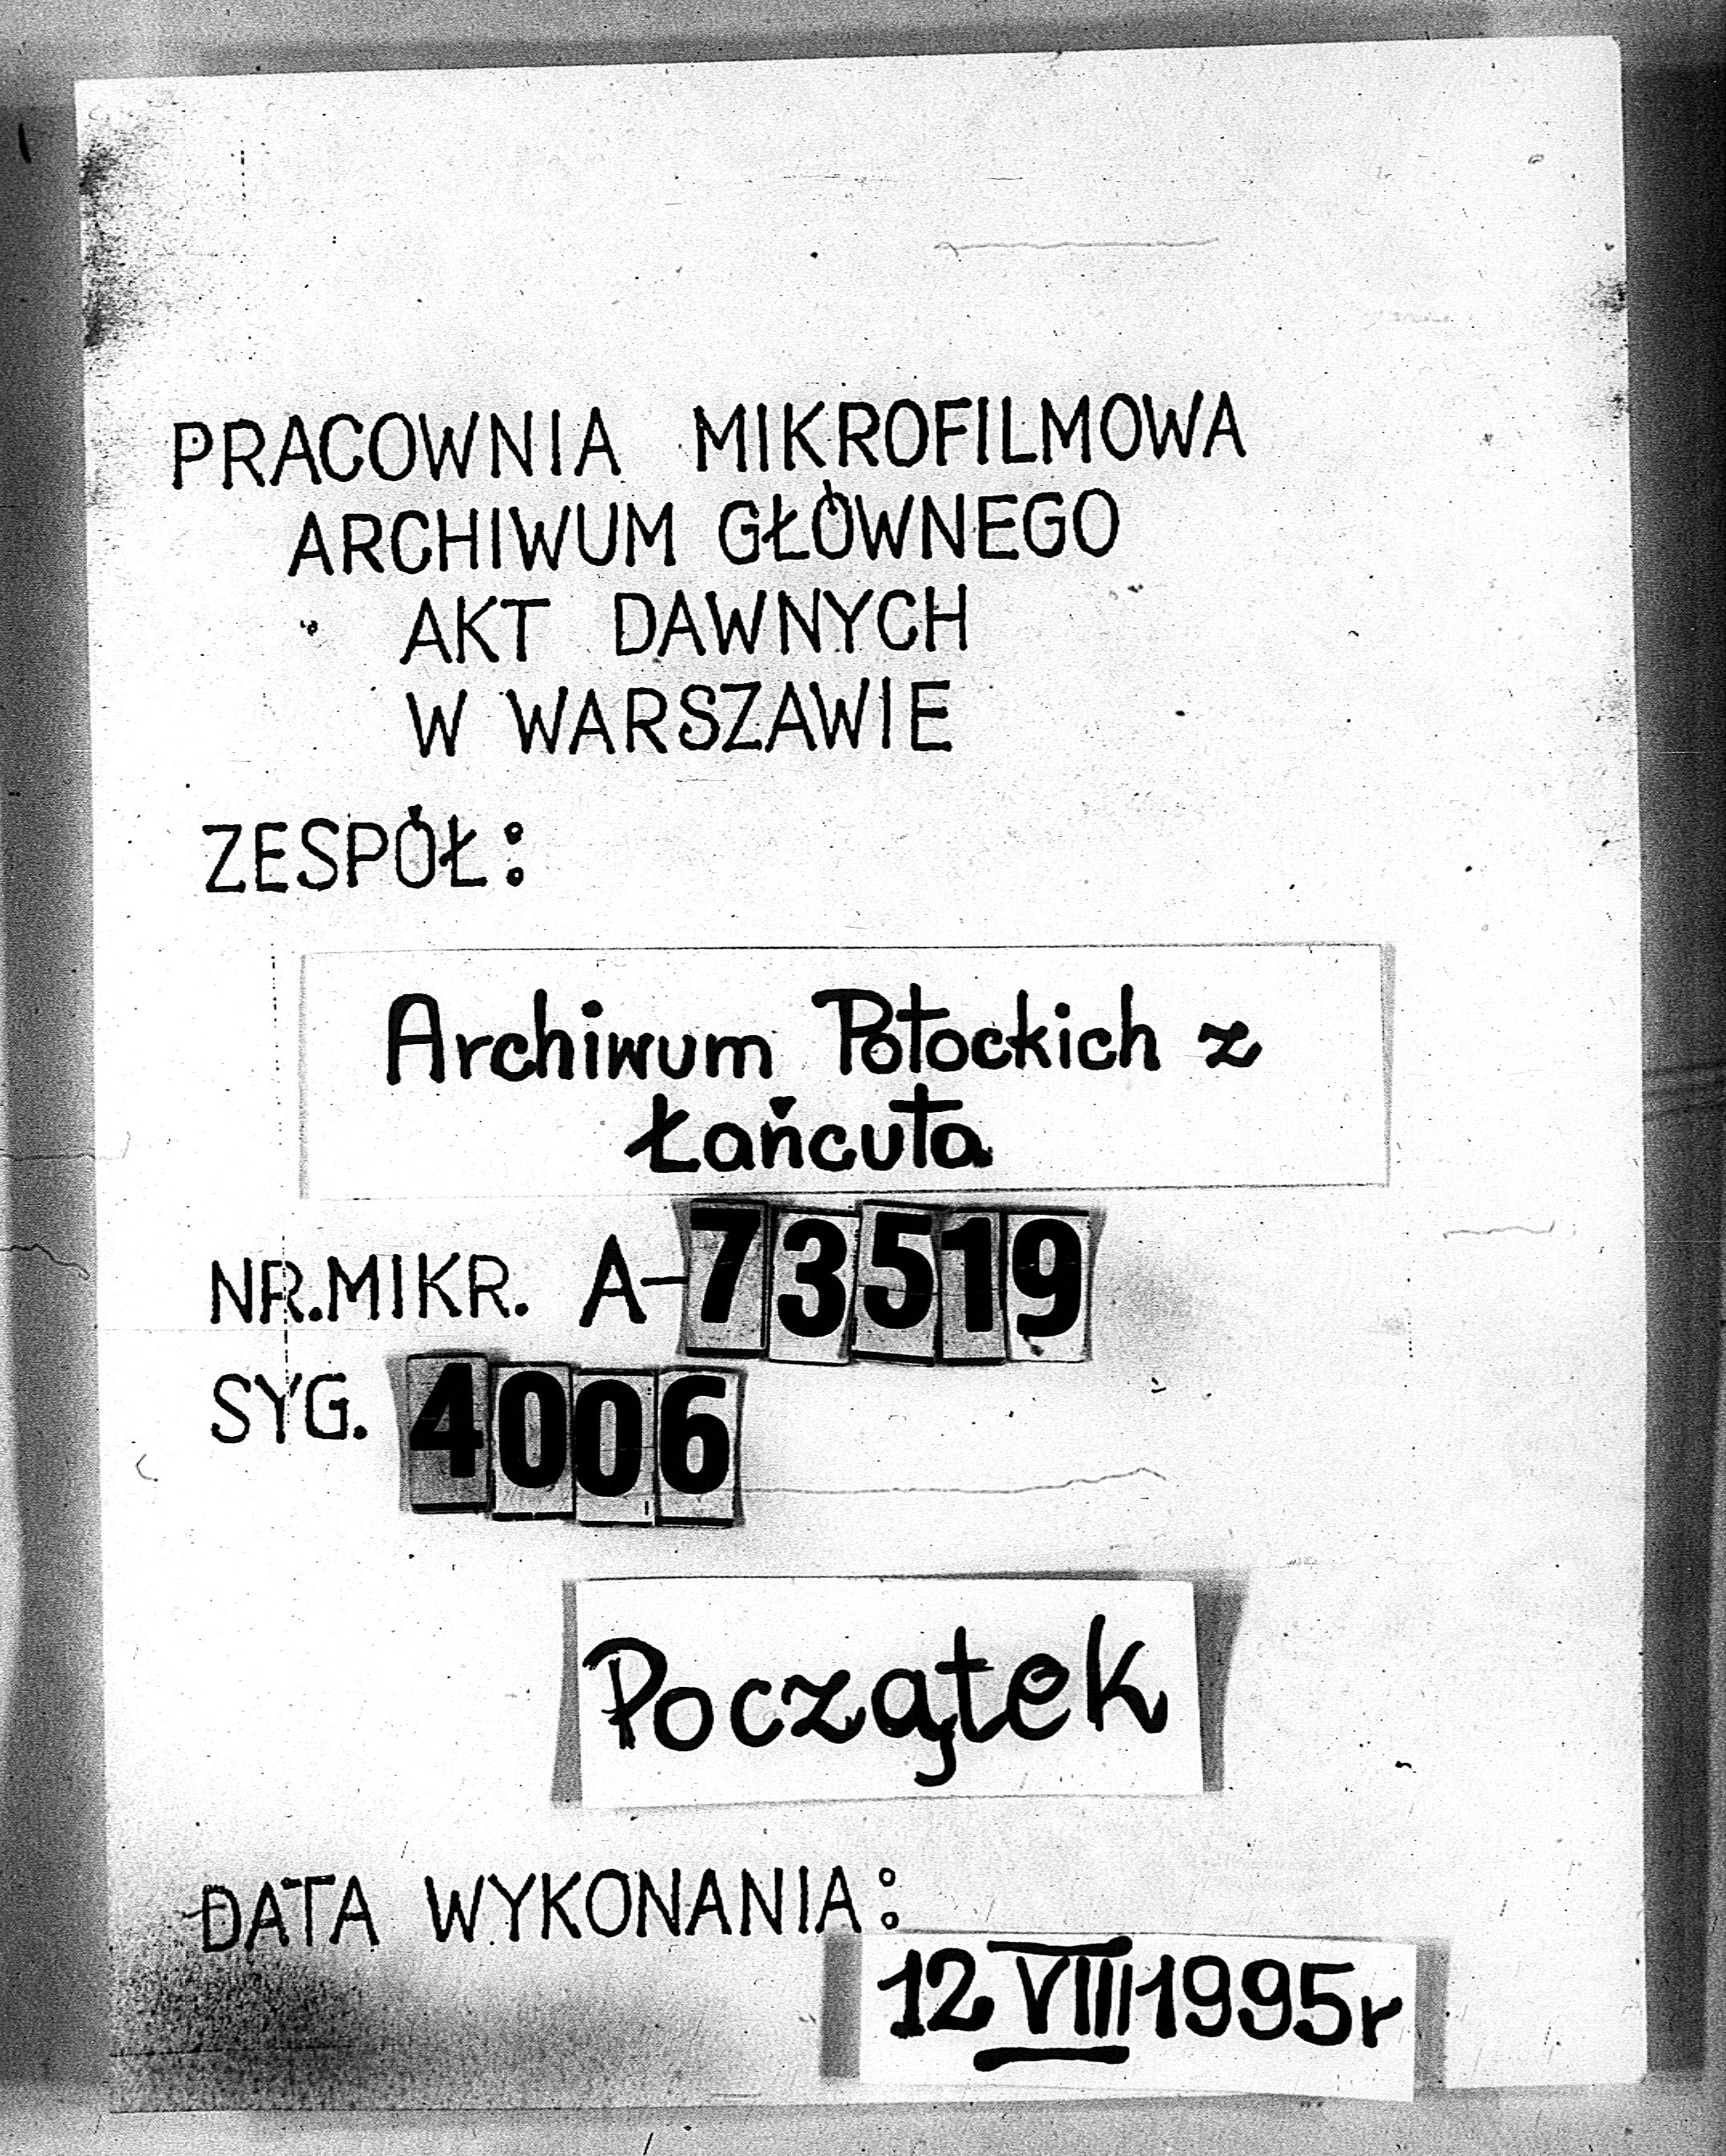 PRACOWNIA MIKROFILMOWA
ARCHIWUM GŁÓWNEGO
AKT DAWNYCH
W WARSZAWIE
ZESPÓŁ:
Archiwum Potockich z
Łańcuta
NR.MIKR. A-73519
SYG. 4006
Początek
DATA WYKONANIA:
12 VIII 1995r